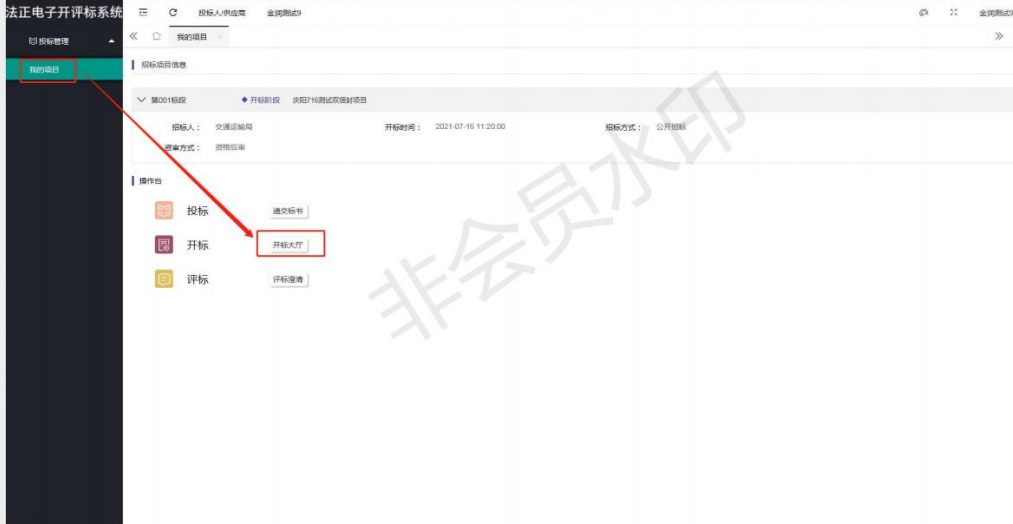 法正电子开评标系统
投标人/供应商 金润测试9
金润测试9
投标管理
我的项目
我的项目
招标项目信息
第001标段 开标阶段 庆阳716测试双信封项目
招标人： 交通运输局 开标时间： 2021-07-16 11:20:00 招标方式： 公开招标
资审方式： 资格后审
操作台
投标 递交标书
开标 开标大厅
评标 评标澄清
非会员水印